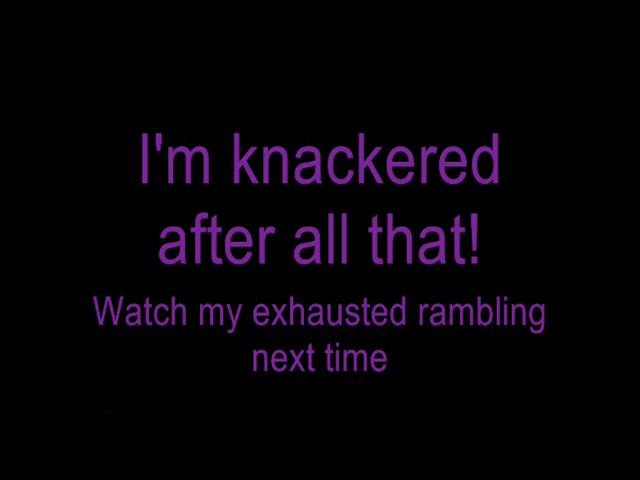 I'm knackered
after all that!
Watch my exhausted rambling
next time